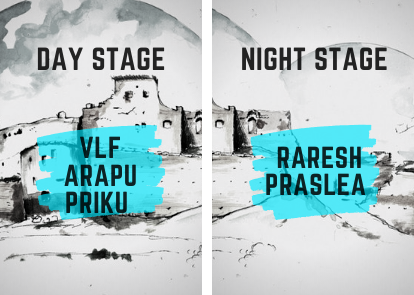 DAY STAGE
VLF
ARAPU
PRIKU
NIGHT STAGE
RARESH
PRASLEA